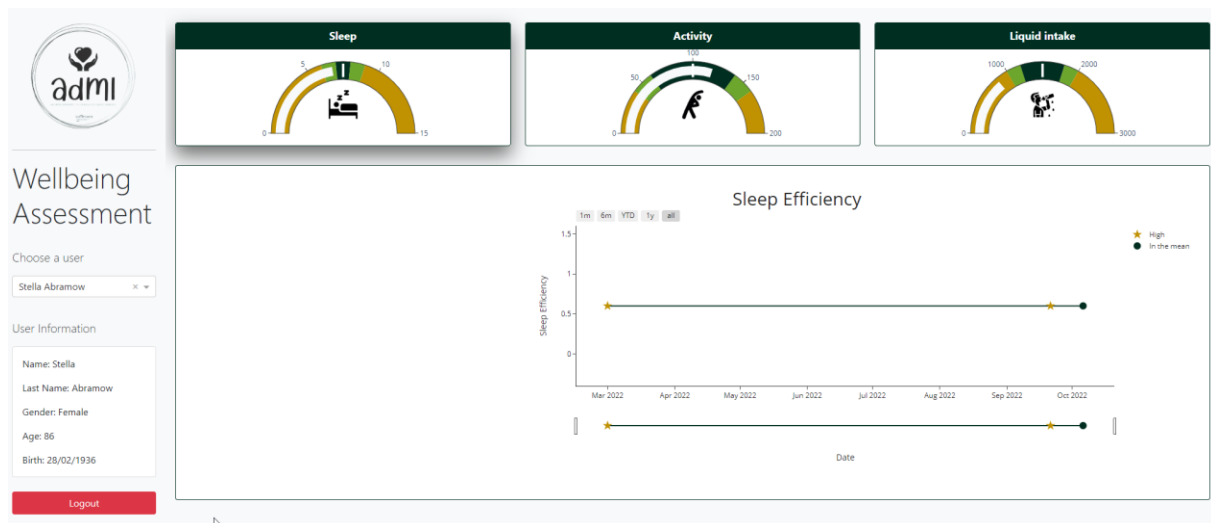 admi
Wellbeing
Assessment
Choose a user
Stella Abramow
User Information
Name: Stella
Last Name: Abramow
Gender: Female
Age: 86
Birth: 28/02/1936
Logout
Sleep
0
5
10
15
Activity
0
50
100
150
200
Liquid intake
0
1000
2000
3000
Sleep Efficiency
1m 6m YTD 1y all
High
In the mean
Sleep Efficiency
1.5
1
0.5
0
Mar 2022 Apr 2022 May 2022 Jun 2022 Jul 2022 Aug 2022 Sep 2022 Oct 2022
Date